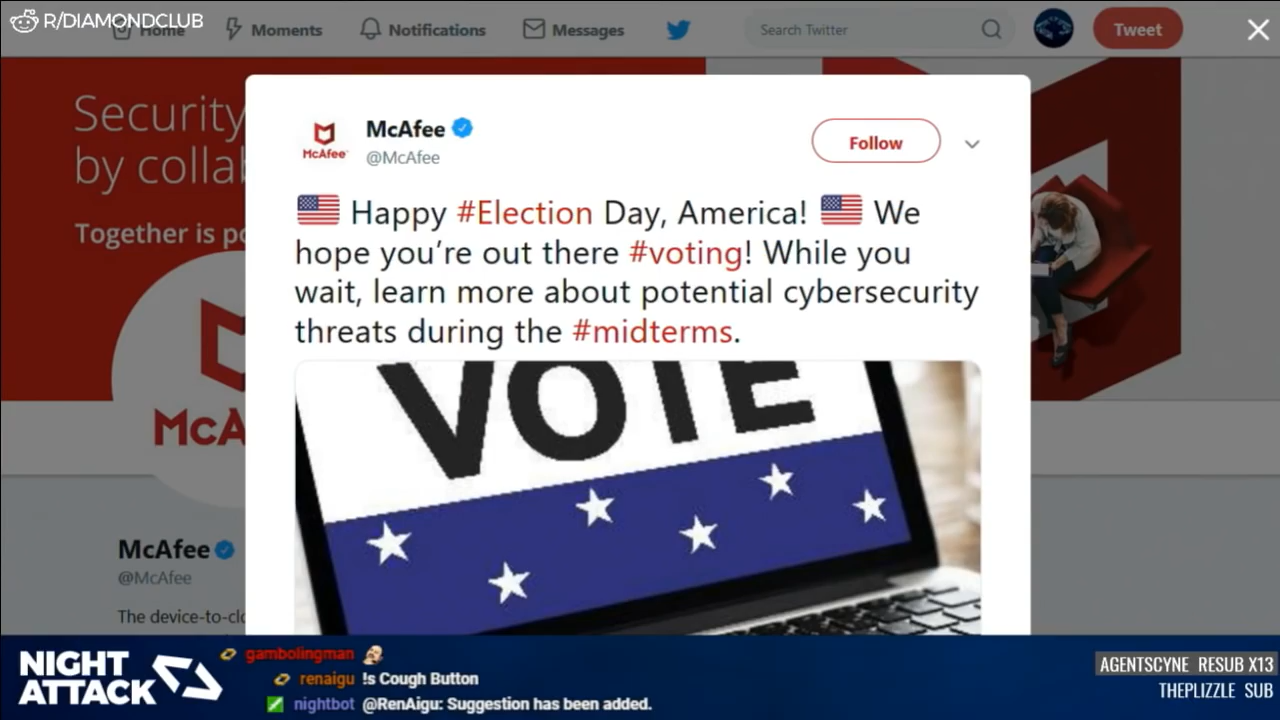 R/DIAMONDCLUB
Home
Moments
Notifications
Messages
Search Twitter
Tweet
Security
by collab
Together is po
McAfee
@McAfee
McAfee
Follow
🇺🇸 Happy #Election Day, America! 🇺🇸 We
hope you’re out there #voting! While you
wait, learn more about potential cybersecurity
threats during the #midterms.
VOTE
McA
McAfee
@McAfee
The device-to-clo
NIGHT
ATTACK
gambolingman
renaigu !s Cough Button
nightbot @RenAigu: Suggestion has been added.
AGENTSCYNE RESUB X13
THEPLIZZLE SUB